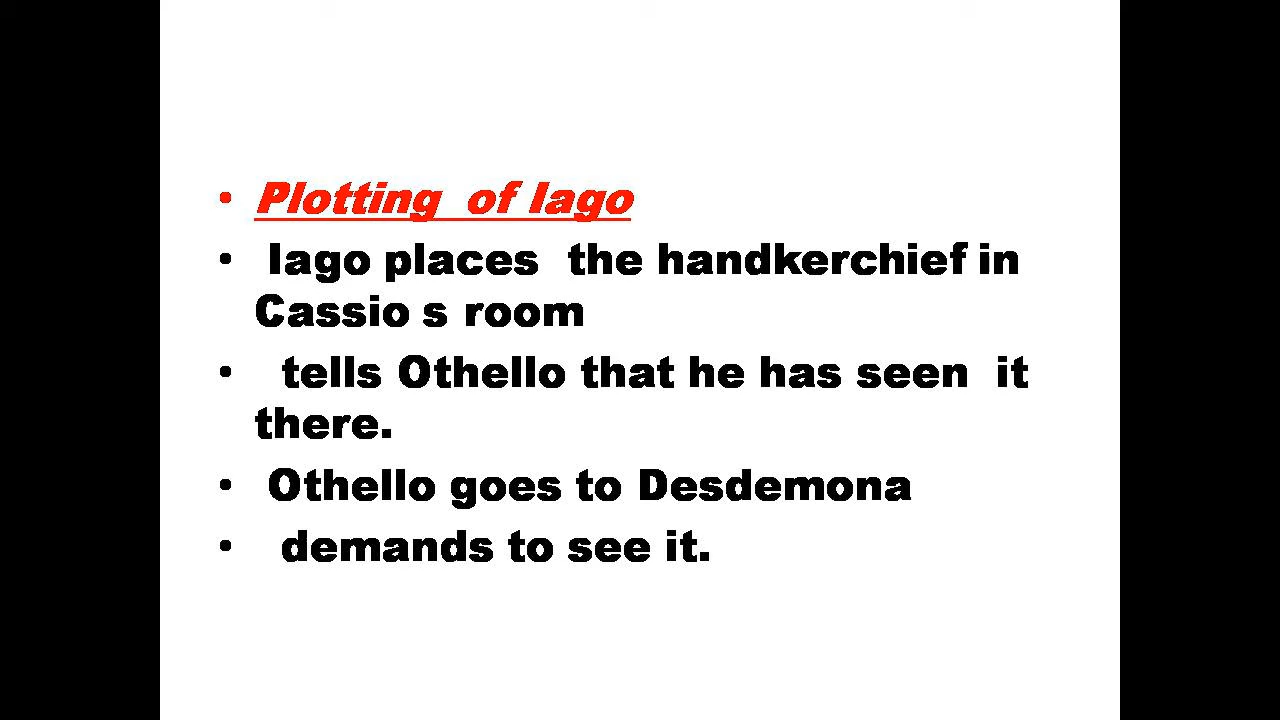 • Plotting of Iago
• Iago places the handkerchief in
Cassio s room
• tells Othello that he has seen it
there.
• Othello goes to Desdemona
• demands to see it.